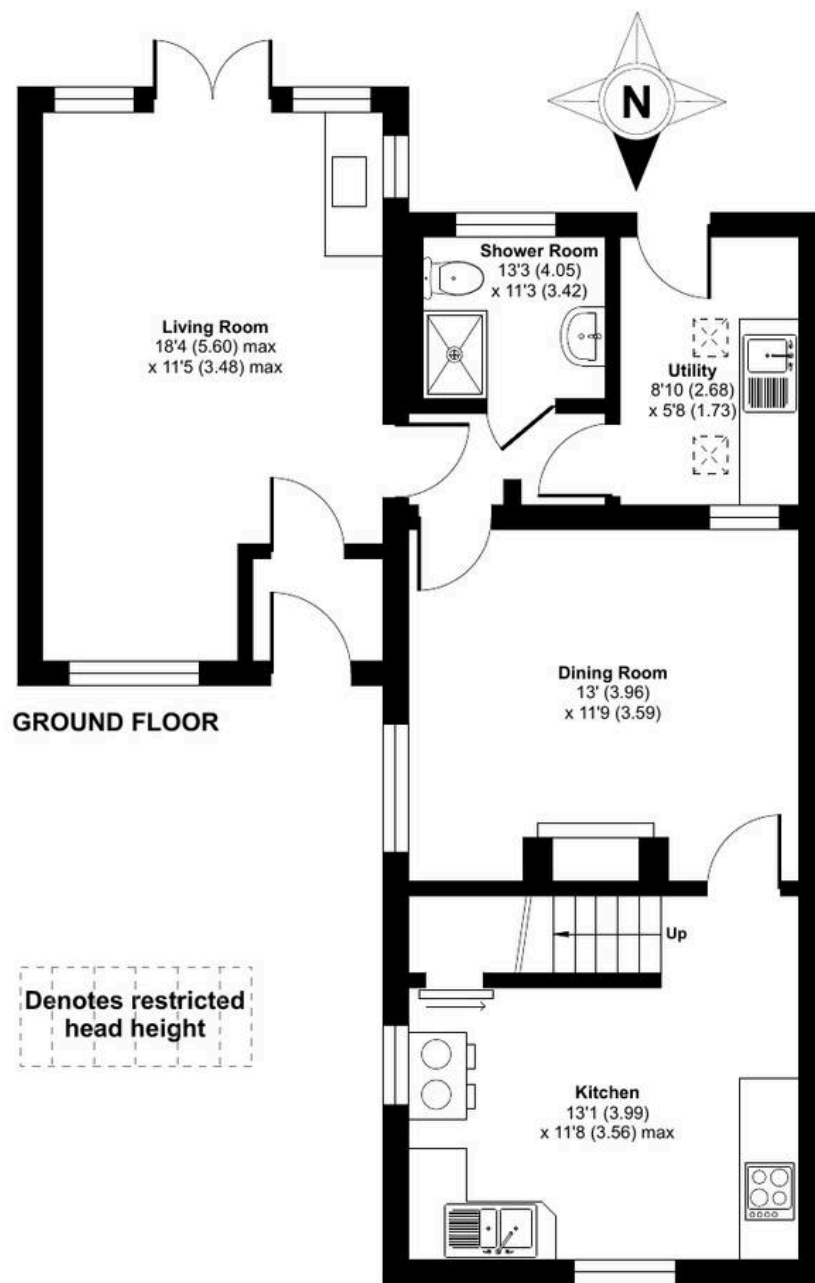 N
Shower Room
13'3 (4.05)
x 11'3 (3.42)
Living Room
18'4 (5.60) max
x 11'5 (3.48) max
Utility
8'10 (2.68)
x 5'8 (1.73)
Dining Room
13' (3.96)
x 11'9 (3.59)
GROUND FLOOR
Up
Denotes restricted
head height
Kitchen
13'1 (3.99)
x 11'8 (3.56) max